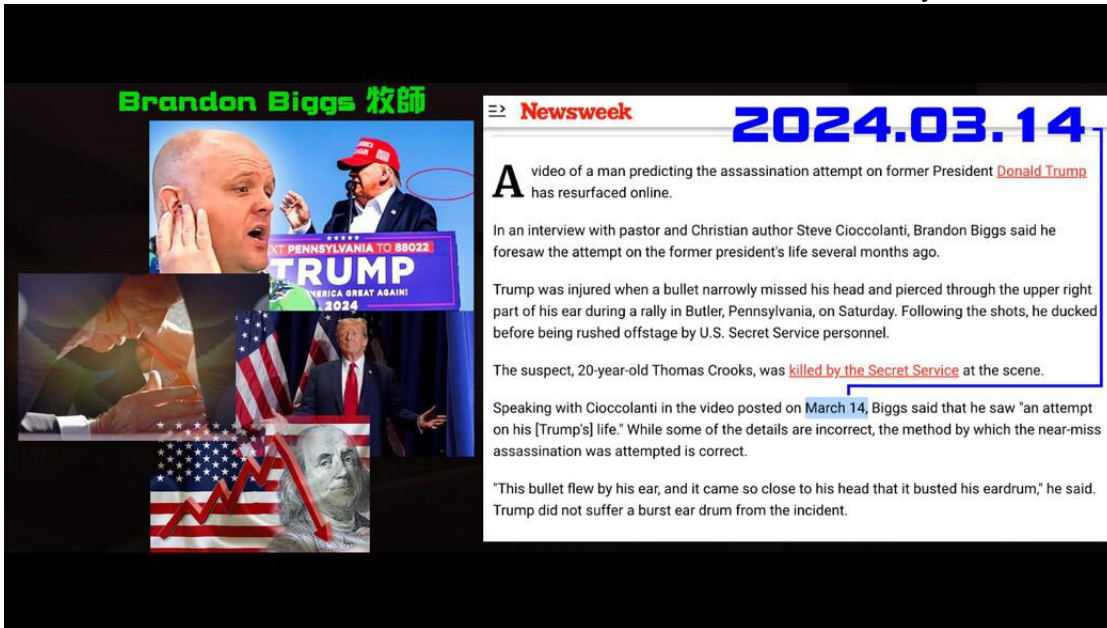 Brandon Biggs 牧師
XT PENNSYLVANIA TO 88022
TRUMP
MERICA GREAT AGAIN!
2024
Newsweek
2024.03.14
A video of a man predicting the assassination attempt on former President Donald Trump
has resurfaced online.
In an interview with pastor and Christian author Steve Cioccolanti, Brandon Biggs said he
foresaw the attempt on the former president's life several months ago.
Trump was injured when a bullet narrowly missed his head and pierced through the upper right
part of his ear during a rally in Butler, Pennsylvania, on Saturday. Following the shots, he ducked
before being rushed offstage by U.S. Secret Service personnel.
The suspect, 20-year-old Thomas Crooks, was killed by the Secret Service at the scene.
Speaking with Cioccolanti in the video posted on March 14, Biggs said that he saw "an attempt
on his [Trump's] life." While some of the details are incorrect, the method by which the near-miss
assassination was attempted is correct.
"This bullet flew by his ear, and it came so close to his head that it busted his eardrum," he said.
Trump did not suffer a burst ear drum from the incident.